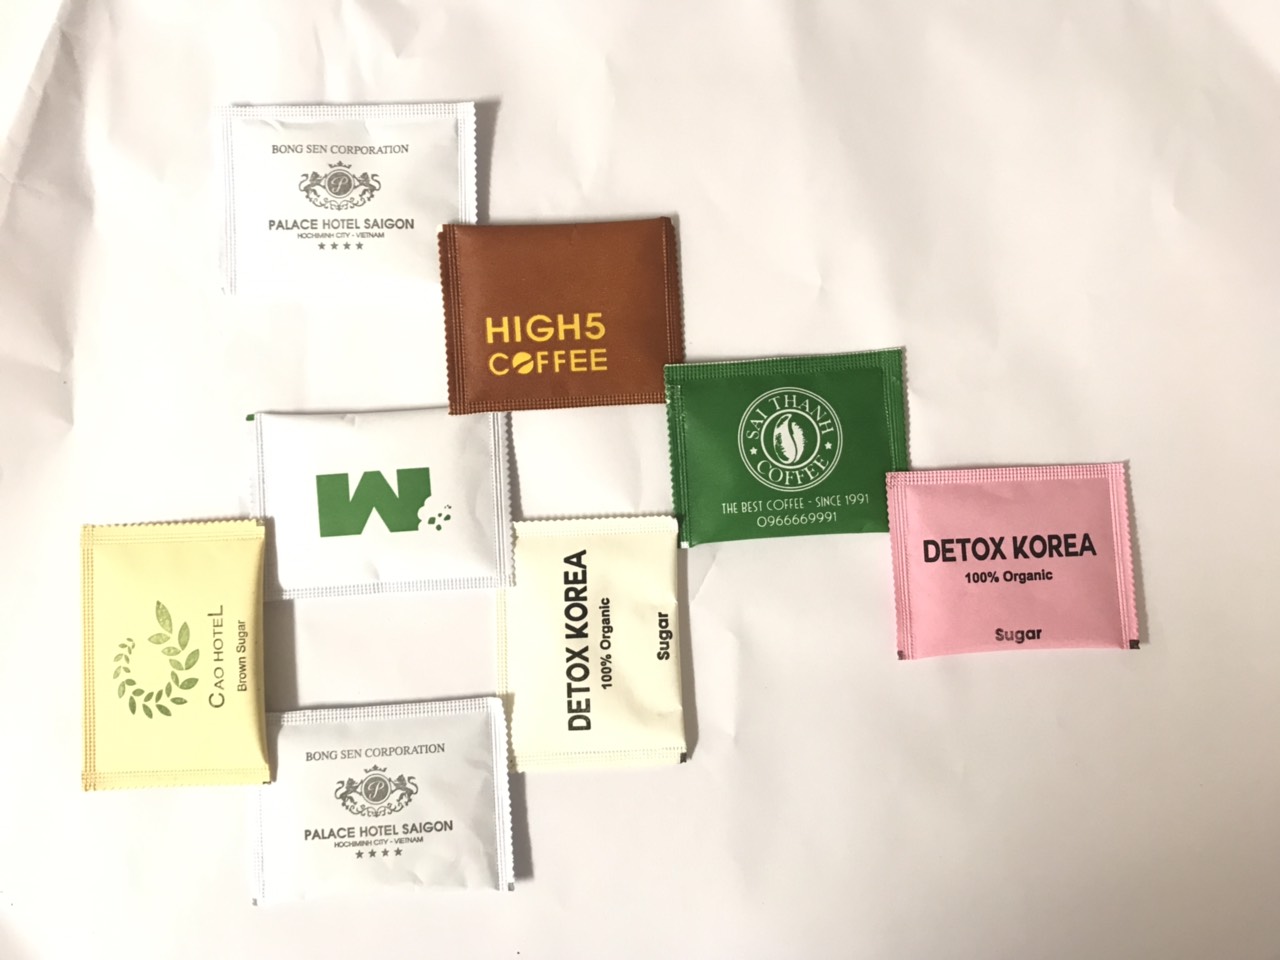 BONG SEN CORPORATION
P
PALACE HOTEL SAIGON
HOCHIMINH CITY - VIETNAM
HIGH5
COFFEE
SAI THANH
COFFEE
THE BEST COFFEE - SINCE 1991
0966669991
DETOX KOREA
100% Organic
Sugar
W
CAO HOTEL
Brown Sugar
DETOX KOREA
100% Organic
Sugar
BONG SEN CORPORATION
P
PALACE HOTEL SAIGON
HOCHIMINH CITY - VIETNAM